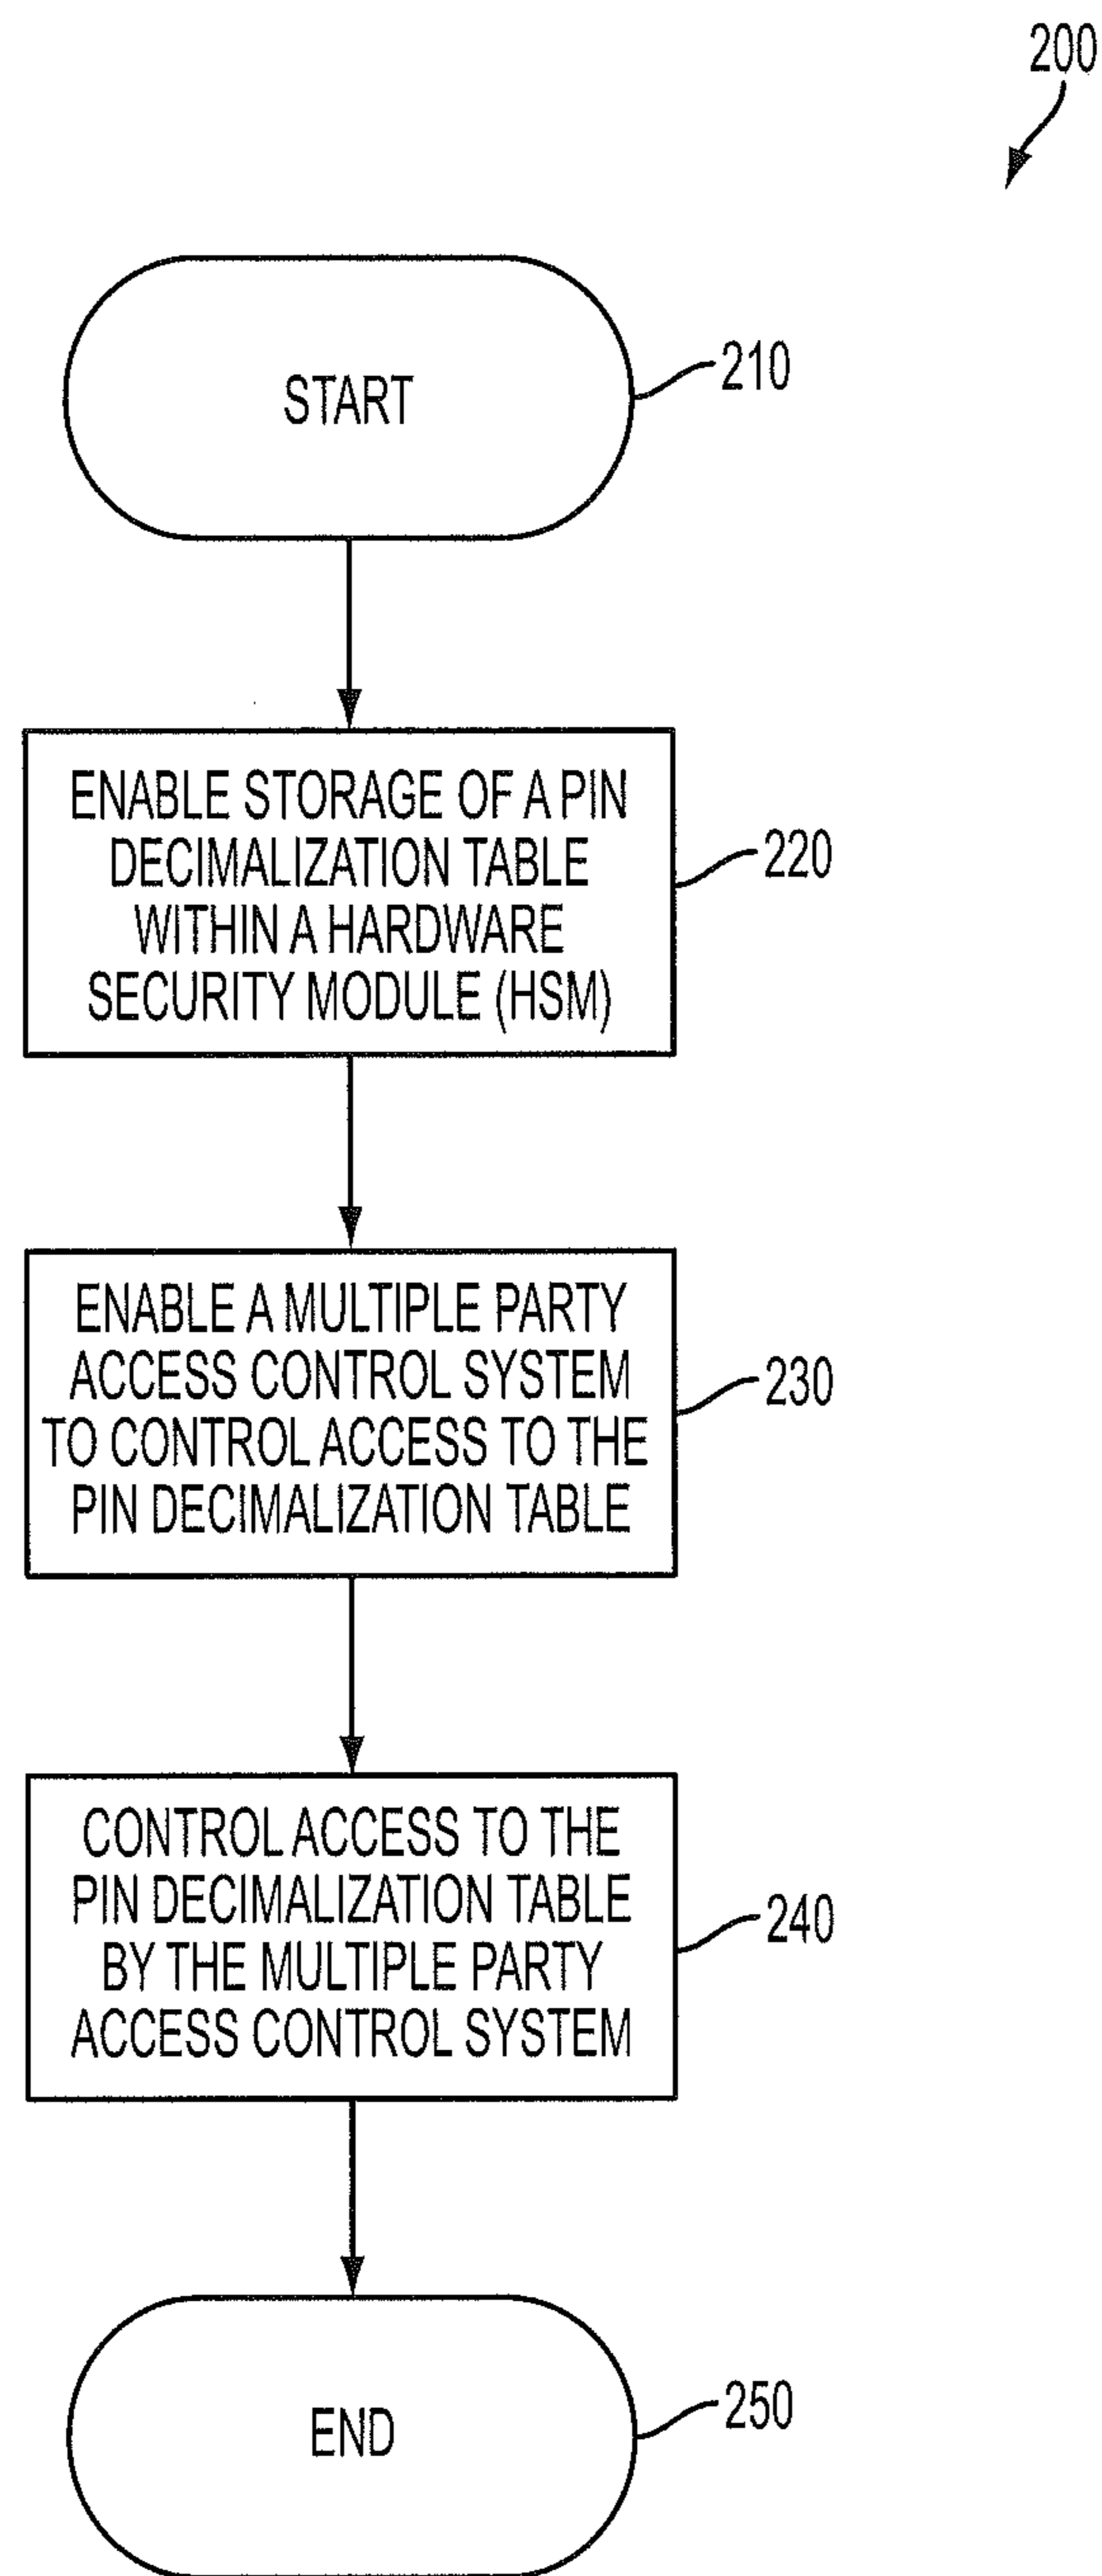 200
START
210
ENABLE STORAGE OF A PIN
DECIMALIZATION TABLE
WITHIN A HARDWARE
SECURITY MODULE (HSM)
220
ENABLE A MULTIPLE PARTY
ACCESS CONTROL SYSTEM
TO CONTROL ACCESS TO THE
PIN DECIMALIZATION TABLE
230
CONTROL ACCESS TO THE
PIN DECIMALIZATION TABLE
BY THE MULTIPLE PARTY
ACCESS CONTROL SYSTEM
240
END
250